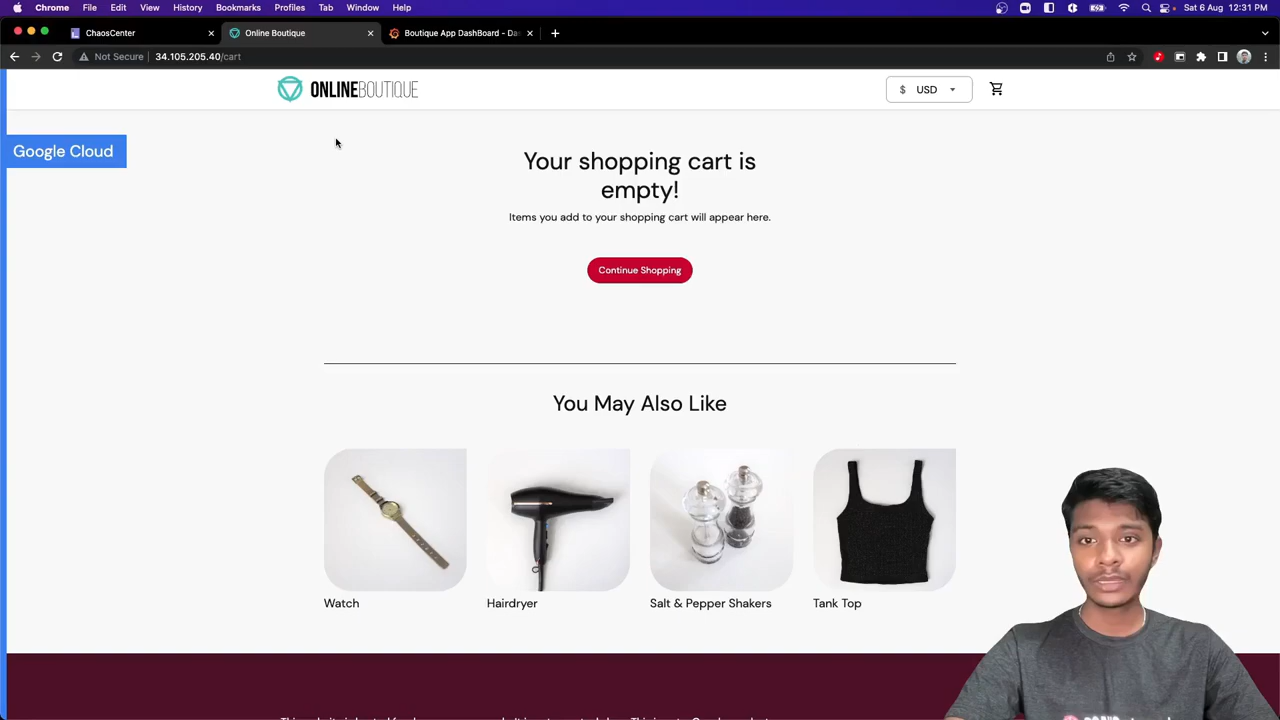 Chrome File Edit View History Bookmarks Profiles Tab Window Help Sat 6 Aug 12:31 PM
ChaosCenter Online Boutique Boutique App DashBoard - Das
Not Secure 34.105.205.40/cart
ONLINEBOUTIQUE $ USD
Google Cloud
Your shopping cart is
empty!
Items you add to your shopping cart will appear here.
Continue Shopping
You May Also Like
Watch Hairdryer Salt & Pepper Shakers Tank Top